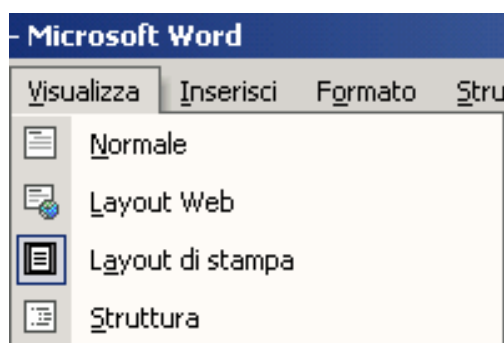 - Microsoft Word
Visualizza Inserisci Formato Stru
Normale
Layout Web
Layout di stampa
Struttura